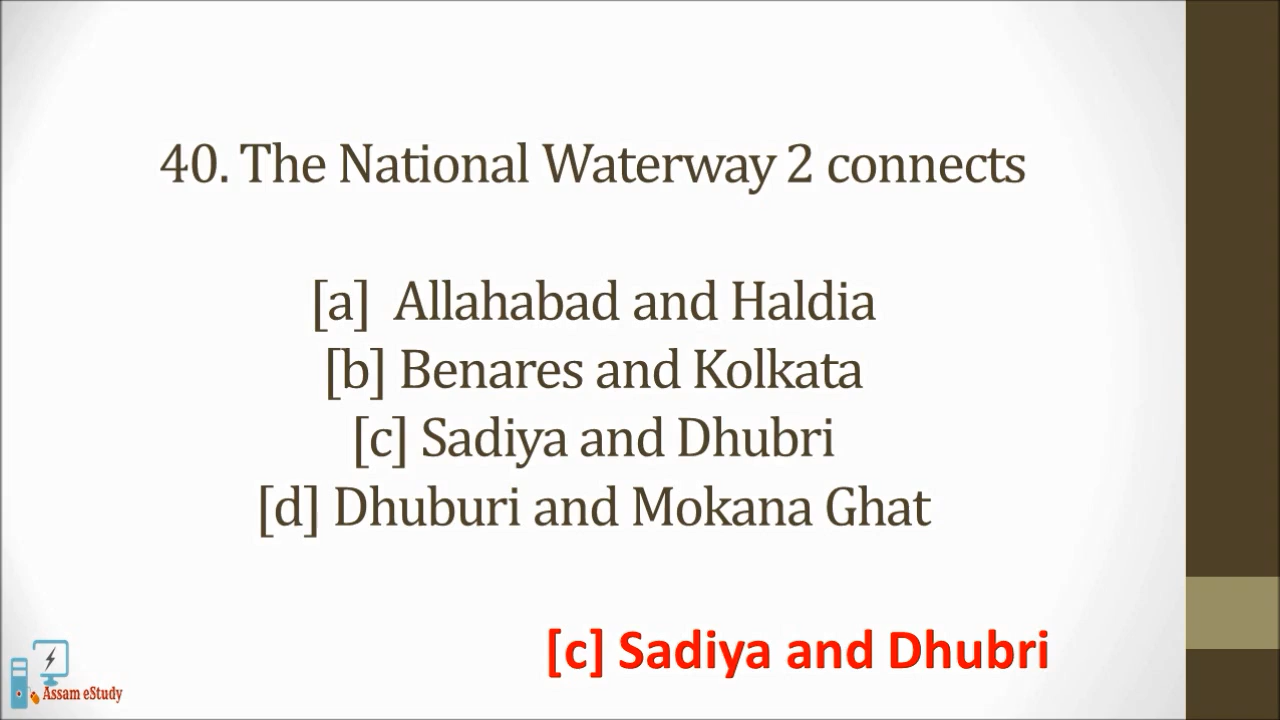 40. The National Waterway 2 connects
[a] Allahabad and Haldia
[b] Benares and Kolkata
[c] Sadiya and Dhubri
[d] Dhuburi and Mokana Ghat
[c] Sadiya and Dhubri
Assam eStudy